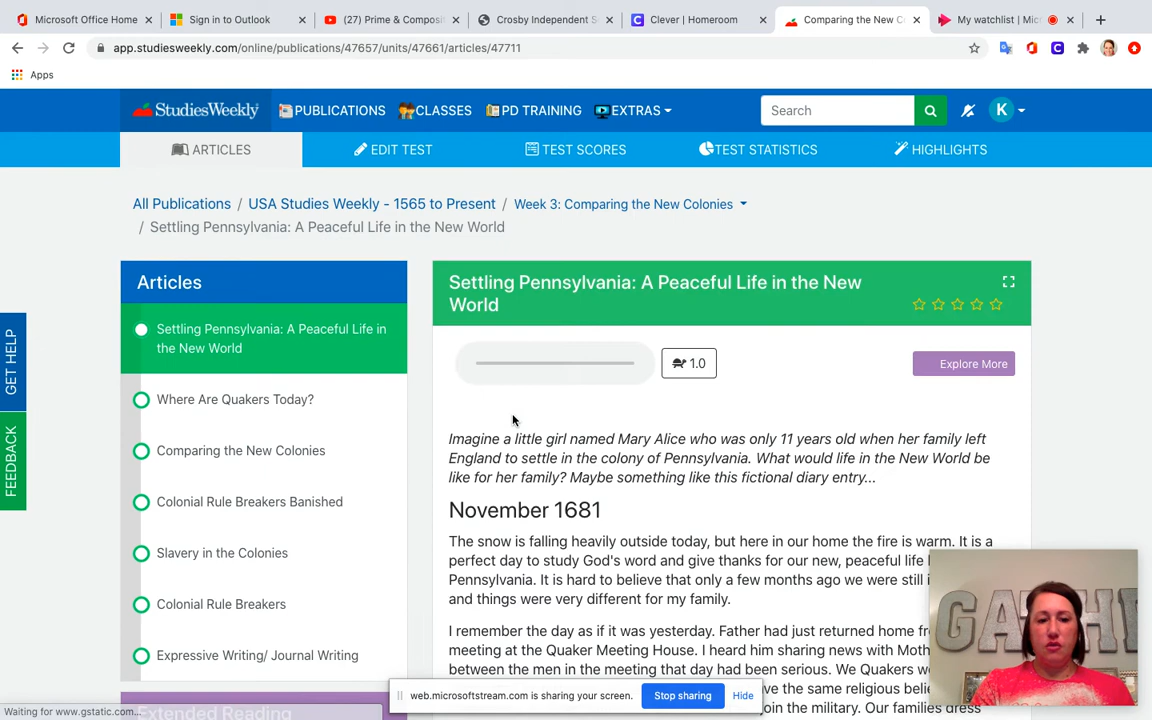 Microsoft Office Home
Sign in to Outlook
(27) Prime & Composi
Crosby Independent S
Clever | Homeroom
Comparing the New C
My watchlist | Mic
app.studiesweekly.com/online/publications/47657/units/47661/articles/47711
Apps
StudiesWeekly PUBLICATIONS CLASSES PD TRAINING EXTRAS Search K
ARTICLES EDIT TEST TEST SCORES TEST STATISTICS HIGHLIGHTS
All Publications / USA Studies Weekly - 1565 to Present / Week 3: Comparing the New Colonies
/ Settling Pennsylvania: A Peaceful Life in the New World
GET HELP
FEEDBACK
Articles
Settling Pennsylvania: A Peaceful Life in
the New World
Where Are Quakers Today?
Comparing the New Colonies
Colonial Rule Breakers Banished
Slavery in the Colonies
Colonial Rule Breakers
Expressive Writing/ Journal Writing
Extended Reading
Settling Pennsylvania: A Peaceful Life in the New
World
1.0
Explore More
Imagine a little girl named Mary Alice who was only 11 years old when her family left
England to settle in the colony of Pennsylvania. What would life in the New World be
like for her family? Maybe something like this fictional diary entry...
November 1681
The snow is falling heavily outside today, but here in our home the fire is warm. It is a
perfect day to study God's word and give thanks for our new, peaceful life
Pennsylvania. It is hard to believe that only a few months ago we were still
and things were very different for my family.
I remember the day as if it was yesterday. Father had just returned home
meeting at the Quaker Meeting House. I heard him sharing news with
between the men in the meeting that day had been serious. We Quakers
the same religious
join the military. Our families dress
web.microsoftstream.com is sharing your screen. Stop sharing Hide
Waiting for www.gstatic.com...
GATHE